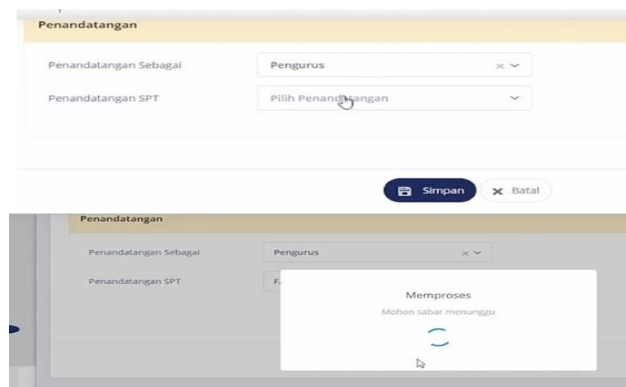 Penandatangan
Penandatangan Sebagai
Pengurus
Penandatangan SPT
Pilih Penandatangan
Simpan
Batal
Penandatangan
Penandatangan Sebagai
Pengurus
Penandatangan SPT
Memproses
Mohon sabar menunggu